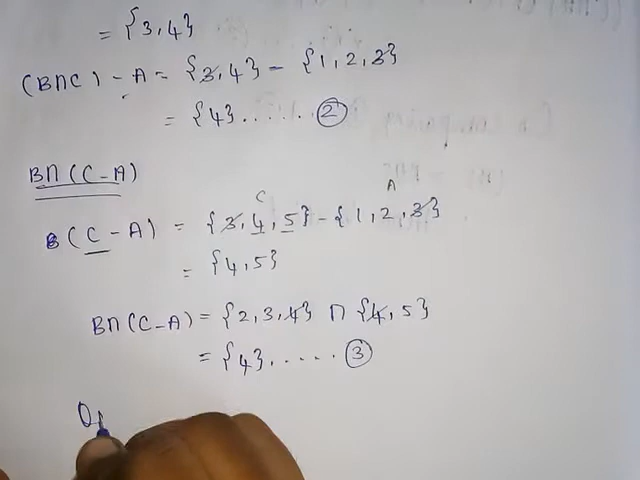 = {3, 4}
(B∩C) - A = {3, 4} - {1, 2, 3}
= {4} ...... ②
B∩(C-A)
C A
(C - A) = {3, 4, 5} - {1, 2, 3}
= {4, 5}
B∩(C-A) = {2, 3, 4} ∩ {4, 5}
= {4} ...... ③